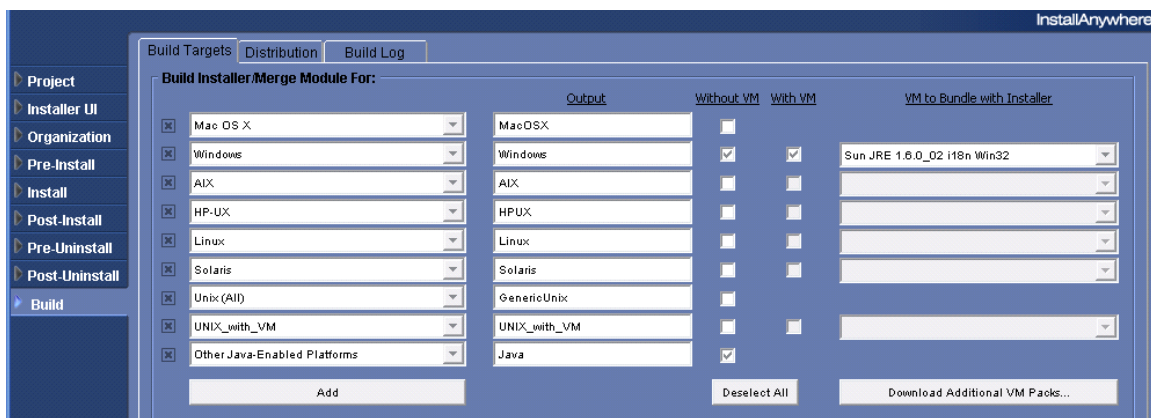 InstallAnywhere
Build Targets Distribution Build Log
Project
Installer UI
Organization
Pre-Install
Install
Post-Install
Pre-Uninstall
Post-Uninstall
Build
Build Installer/Merge Module For:
Output Without VM With VM VM to Bundle with Installer
Mac OS X MacOSX
Windows Windows Sun JRE 1.6.0_02 i18n Win32
AIX AIX
HP-UX HPUX
Linux Linux
Solaris Solaris
Unix (All) GenericUnix
UNIX_with_VM UNIX_with_VM
Other Java-Enabled Platforms Java
Add Deselect All Download Additional VM Packs...